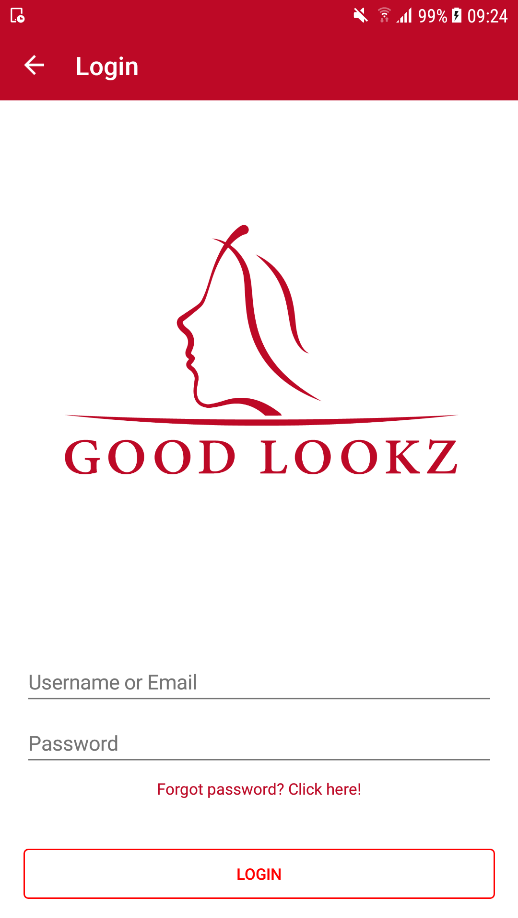 99% 09:24
Login
GOOD LOOKZ
Username or Email
Password
Forgot password? Click here!
LOGIN